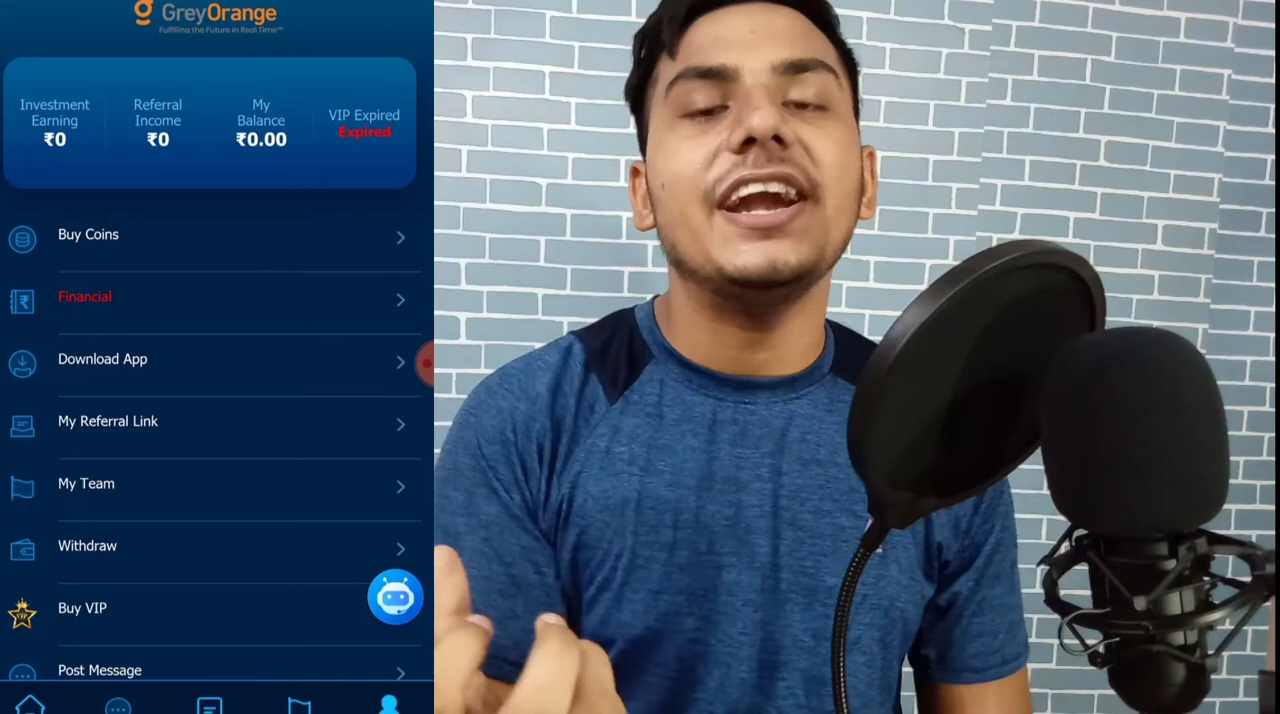 GreyOrange
Fulfilling the Future in Real Time™
Investment
Earning
₹0
Referral
Income
₹0
My
Balance
₹0.00
VIP Expired
Expired
Buy Coins
Financial
Download App
My Referral Link
My Team
Withdraw
VIP
Buy VIP
Post Message